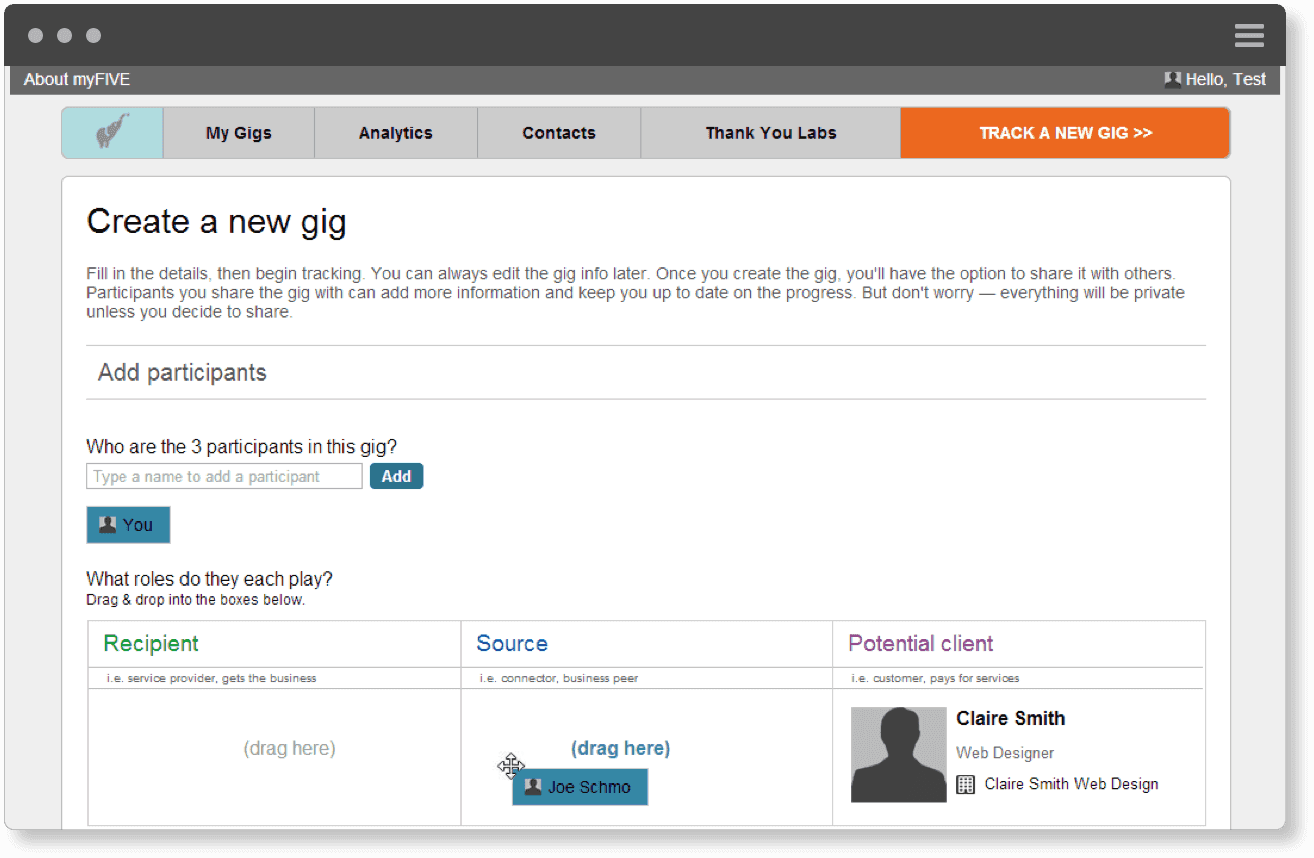 About myFIVE
Hello, Test
My Gigs
Analytics
Contacts
Thank You Labs
TRACK A NEW GIG >>
Create a new gig
Fill in the details, then begin tracking. You can always edit the gig info later. Once you create the gig, you'll have the option to share it with others.
Participants you share the gig with can add more information and keep you up to date on the progress. But don't worry — everything will be private
unless you decide to share.
Add participants
Who are the 3 participants in this gig?
Type a name to add a participant
Add
You
What roles do they each play?
Drag & drop into the boxes below.
Recipient
Source
Potential client
i.e. service provider, gets the business
i.e. connector, business peer
i.e. customer, pays for services
(drag here)
(drag here)
Joe Schmo
Claire Smith
Web Designer
Claire Smith Web Design